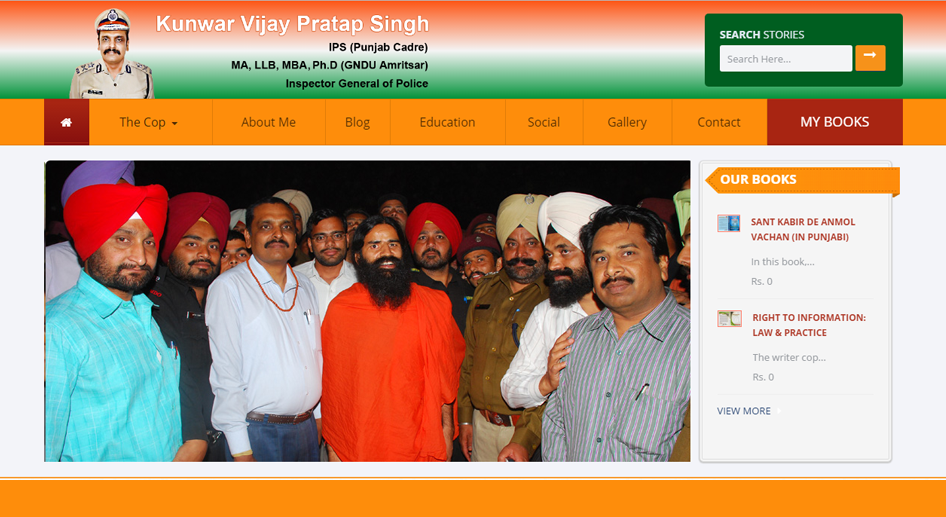 Kunwar Vijay Pratap Singh
IPS (Punjab Cadre)
MA, LLB, MBA, Ph.D (GNDU Amritsar)
Inspector General of Police
SEARCH STORIES
Search Here...
The Cop
About Me
Blog
Education
Social
Gallery
Contact
MY BOOKS
OUR BOOKS
SANT KABIR DE ANMOL
VACHAN (IN PUNJABI)
In this book,...
Rs. 0
RIGHT TO INFORMATION:
LAW & PRACTICE
The writer cop...
Rs. 0
VIEW MORE